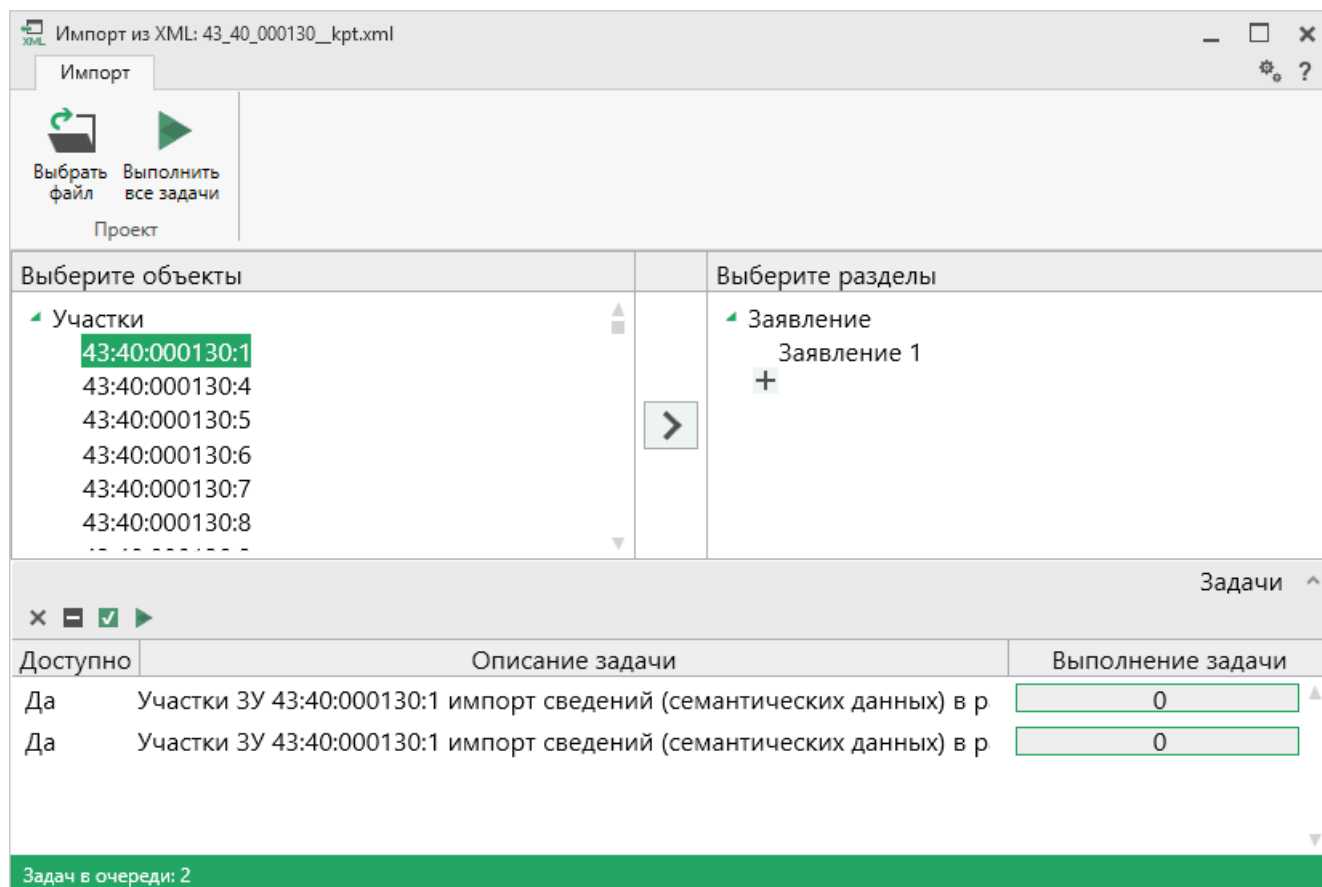 Импорт из XML: 43_40_000130__kpt.xml
Импорт
?
XML
Выбрать файл
Выполнить все задачи
Проект
Выберите объекты
Выберите разделы
Участки
43:40:000130:1
43:40:000130:4
43:40:000130:5
43:40:000130:6
43:40:000130:7
43:40:000130:8
Заявление
Заявление 1
Задачи
Доступно Описание задачи Выполнение задачи
Да Участки ЗУ 43:40:000130:1 импорт сведений (семантических данных) в р 0
Да Участки ЗУ 43:40:000130:1 импорт сведений (семантических данных) в р 0
Задач в очереди: 2